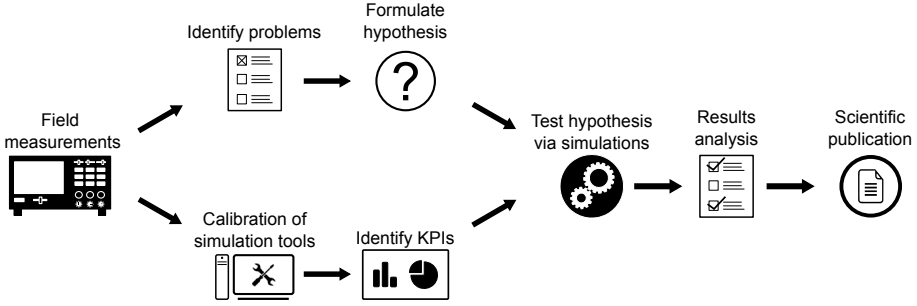 Identify problems
Formulate
hypothesis
?
Field
measurements
Test hypothesis
via simulations
Results
analysis
Scientific
publication
Calibration of
simulation tools
Identify KPIs